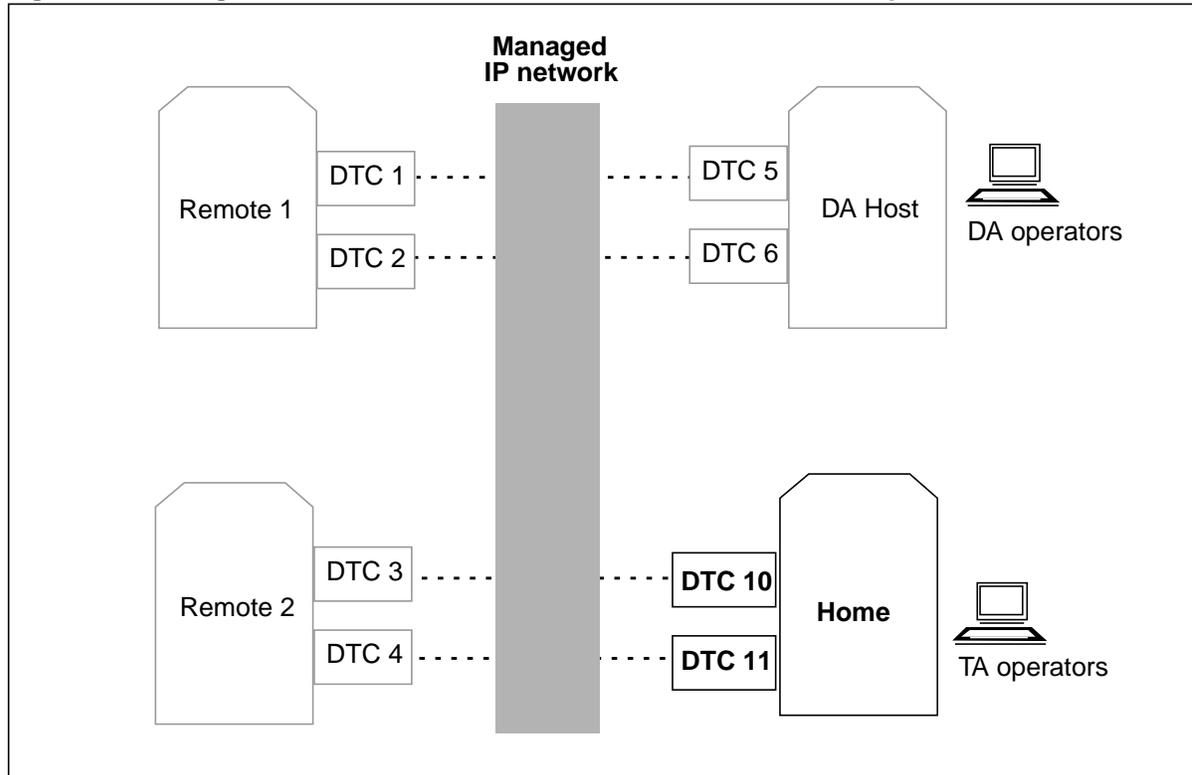 Managed
IP network
Remote 1
DTC 1
DTC 2
DTC 5
DTC 6
DA Host
DA operators
Remote 2
DTC 3
DTC 4
DTC 10
DTC 11
Home
TA operators